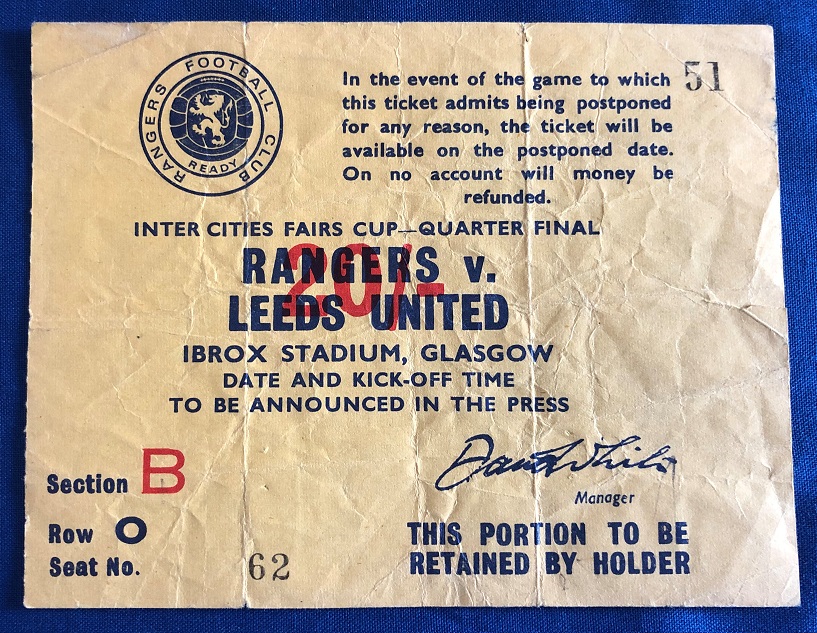 RANGERS FOOTBALL CLUB
READY
In the event of the game to which
this ticket admits being postponed
for any reason, the ticket will be
available on the postponed date.
On no account will money be
refunded.
51
INTER CITIES FAIRS CUP—QUARTER FINAL
RANGERS v.
20/-
LEEDS UNITED
IBROX STADIUM, GLASGOW
DATE AND KICK-OFF TIME
TO BE ANNOUNCED IN THE PRESS
Section B
Row O
Seat No. 62
David White
Manager
THIS PORTION TO BE
RETAINED BY HOLDER